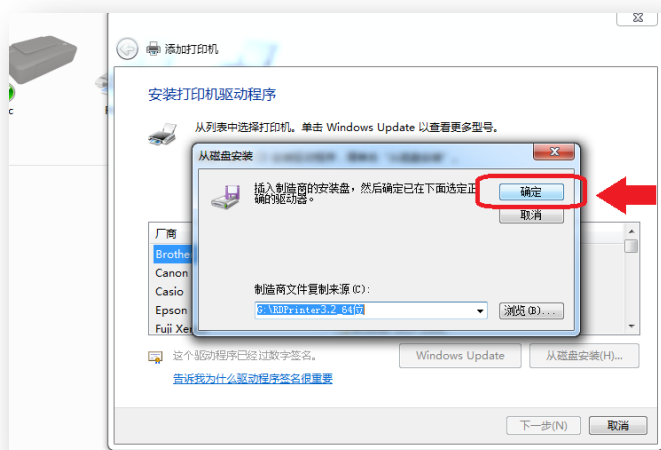 添加打印机
安装打印机驱动程序
从列表中选择打印机。单击 Windows Update 以查看更多型号。
从磁盘安装
插入制造商的安装盘，然后确定已在下面选定正
确的驱动器。
确定
取消
厂商
Brothe
Canon
Casio
Epson
Fuji Xe
制造商文件复制来源(C):
G:\RDPrinter3.2_64位
浏览(B)...
这个驱动程序已经过数字签名。
Windows Update
从磁盘安装(H)...
告诉我为什么驱动程序签名很重要
下一步(N)
取消